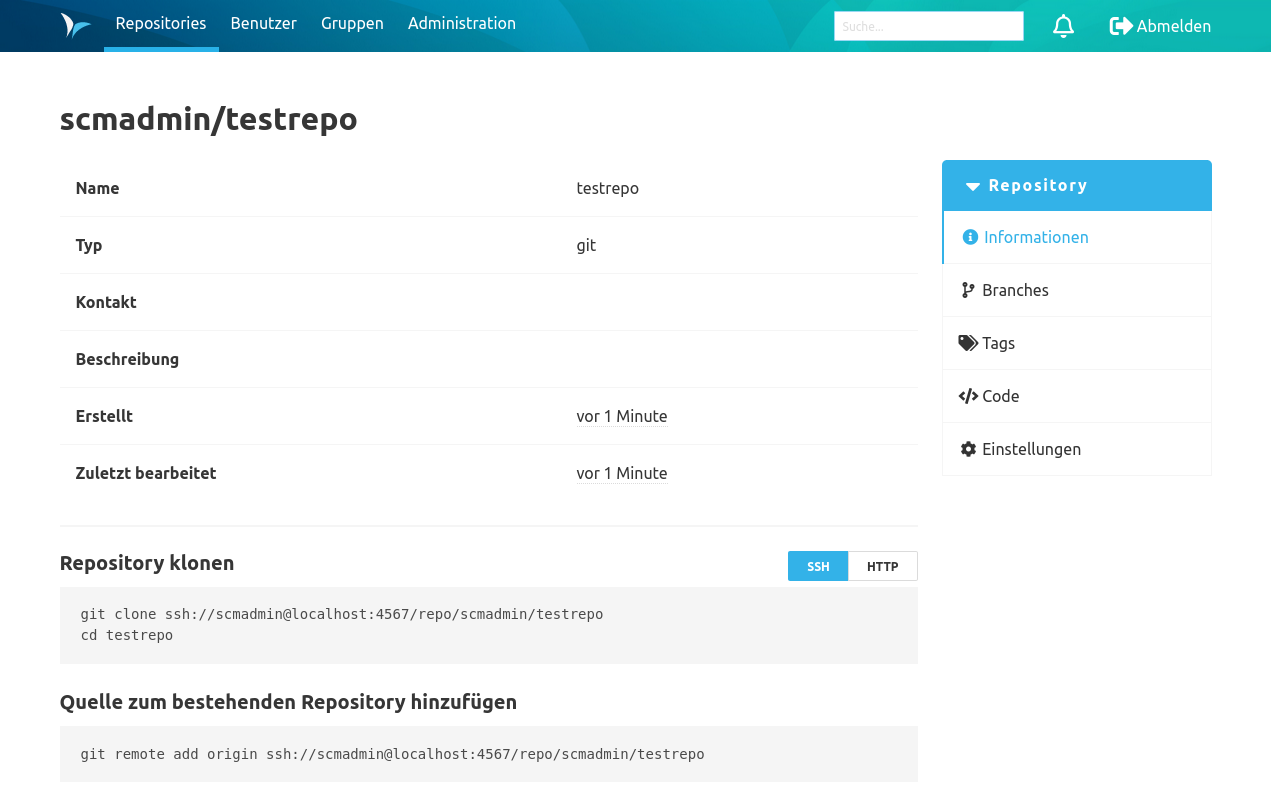 Repositories Benutzer Gruppen Administration Suche... Abmelden
scmadmin/testrepo
Name testrepo
Typ git
Kontakt
Beschreibung
Erstellt vor 1 Minute
Zuletzt bearbeitet vor 1 Minute
Repository
Informationen
Branches
Tags
Code
Einstellungen
Repository klonen SSH HTTP
git clone ssh://scmadmin@localhost:4567/repo/scmadmin/testrepo
cd testrepo
Quelle zum bestehenden Repository hinzufügen
git remote add origin ssh://scmadmin@localhost:4567/repo/scmadmin/testrepo